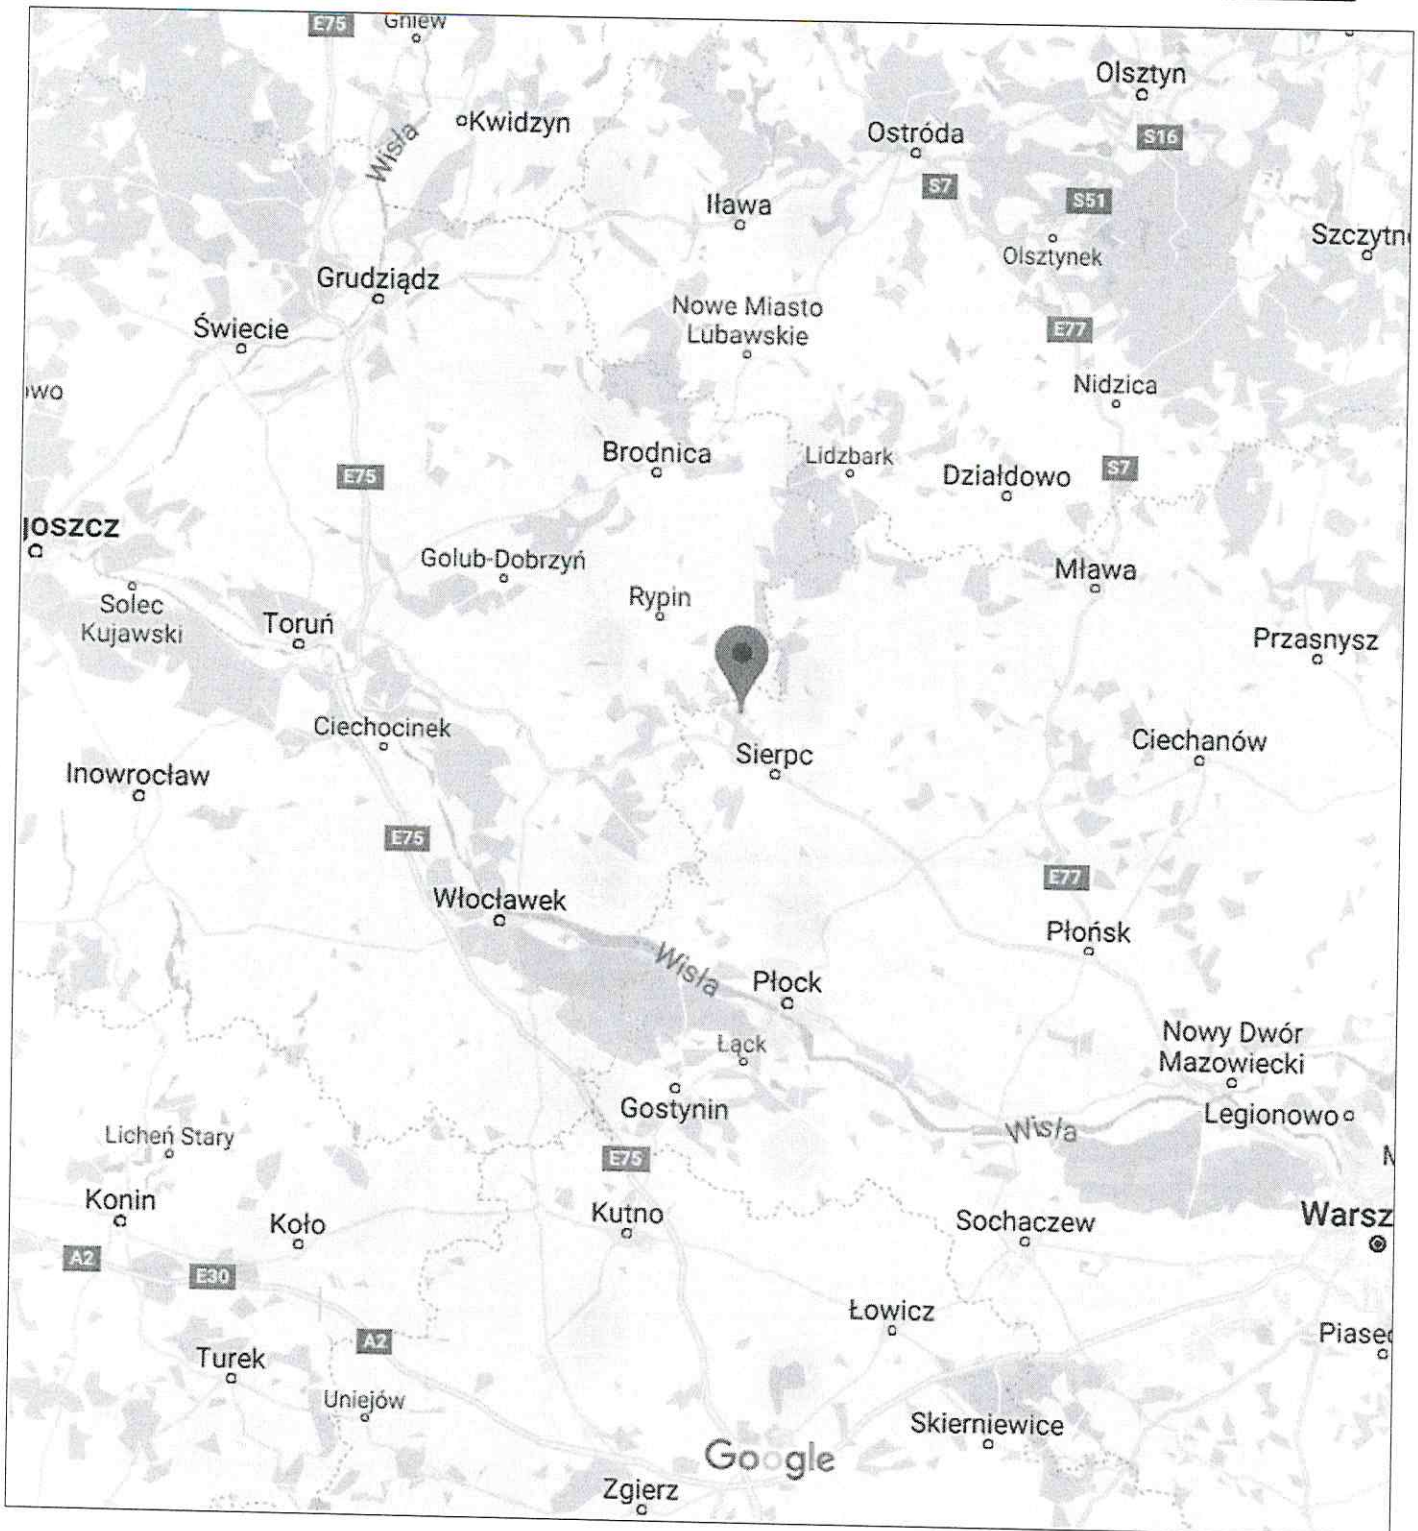 E75
Gniew
Olsztyn
Kwidzyn
Ostróda
S16
Wisła
S7
S51
Iława
Szczytn
Olsztynek
Grudziądz
Nowe Miasto
Lubawskie
Świecie
E77
Nidzica
owo
Brodnica
Lidzbark
Działdowo
S7
E75
goszcz
Golub-Dobrzyń
Mława
Solec
Kujawski
Rypin
Toruń
Przasnysz
Ciechocinek
Sierpc
Ciechanów
Inowrocław
E75
E77
Włocławek
Płońsk
Wisła
Płock
Łąck
Nowy Dwór
Mazowiecki
Gostynin
Legionowo
Wisła
Licheń Stary
E75
Konin
Koło
Kutno
Sochaczew
Warsz
A2
E30
Łowicz
A2
Piasec
Turek
Uniejów
Skierniewice
Google
Zgierz